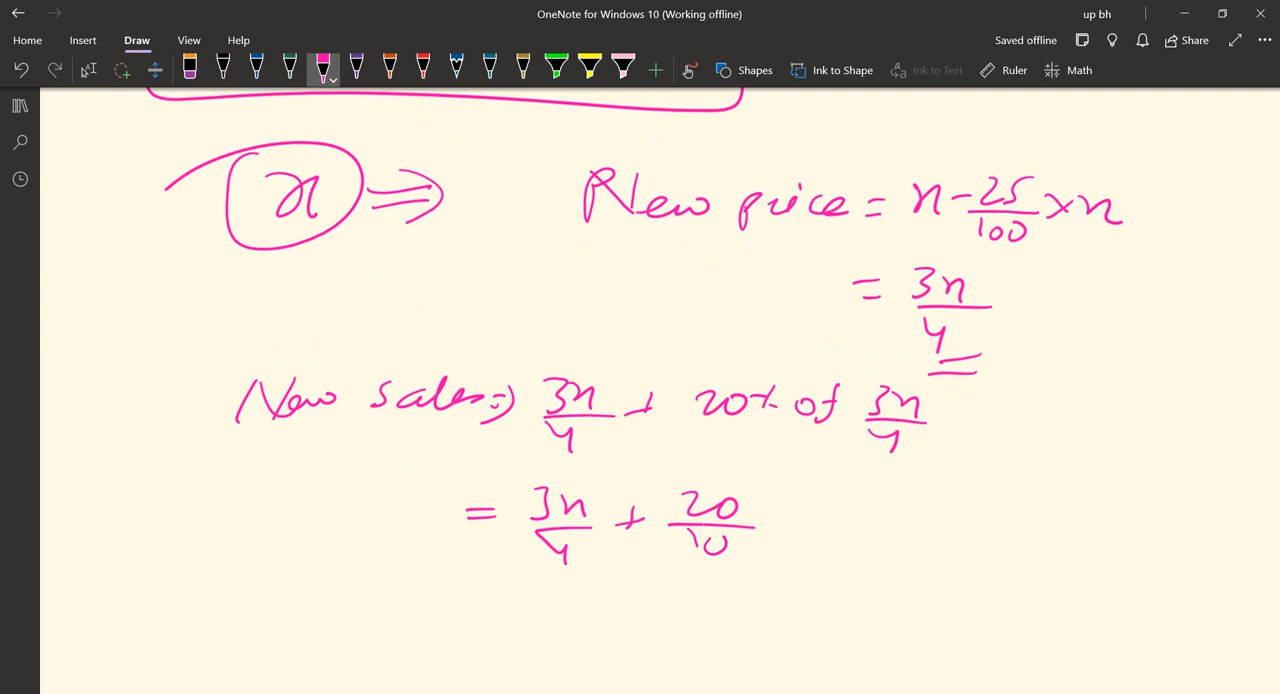 OneNote for Windows 10 (Working offline)
up bh
Home Insert Draw View Help
Saved offline
Share
Shapes
Ink to Shape
Ink to Text
Ruler
Math
x ⇒ New price = x - 25/100 × x
= 3x/4
New sales ⇒ 3x/4 + 20% of 3x/4
= 3x/4 + 20/10